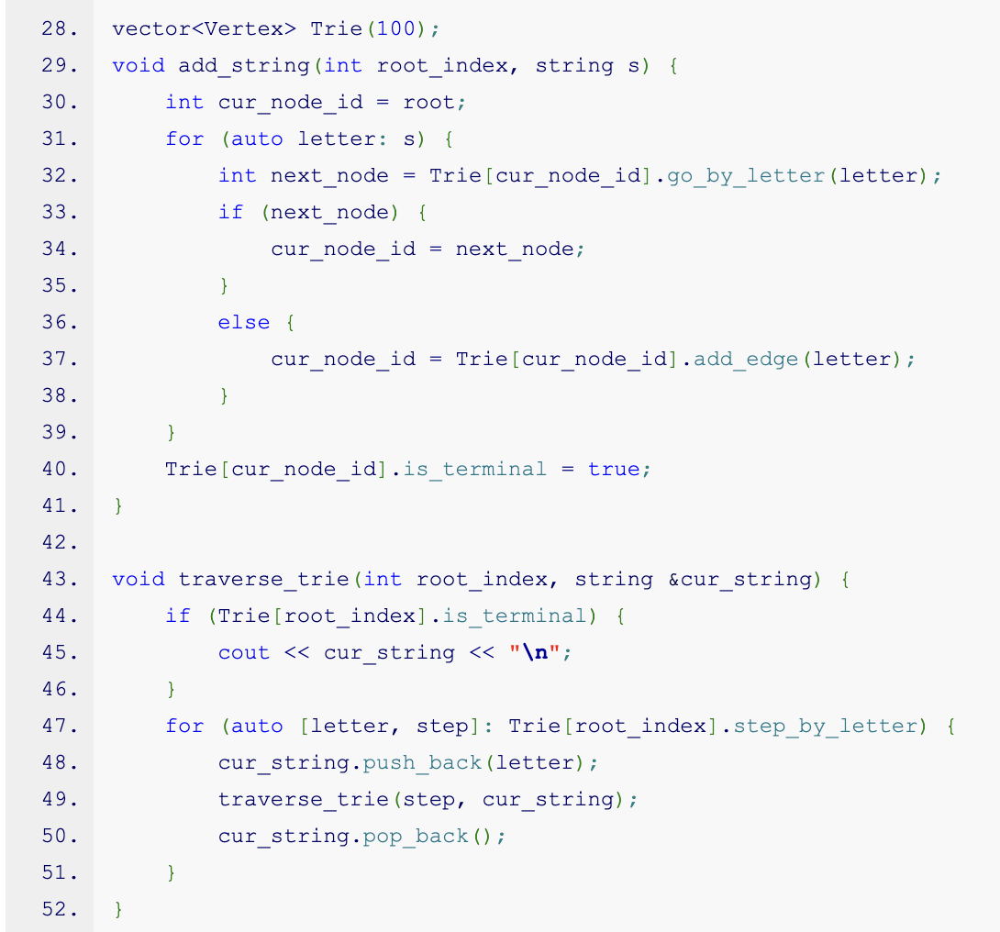 28. vector<Vertex> Trie(100);
29. void add_string(int root_index, string s) {
30.     int cur_node_id = root;
31.     for (auto letter: s) {
32.         int next_node = Trie[cur_node_id].go_by_letter(letter);
33.         if (next_node) {
34.             cur_node_id = next_node;
35.         }
36.         else {
37.             cur_node_id = Trie[cur_node_id].add_edge(letter);
38.         }
39.     }
40.     Trie[cur_node_id].is_terminal = true;
41. }
42.
43. void traverse_trie(int root_index, string &cur_string) {
44.     if (Trie[root_index].is_terminal) {
45.         cout << cur_string << "\n";
46.     }
47.     for (auto [letter, step]: Trie[root_index].step_by_letter) {
48.         cur_string.push_back(letter);
49.         traverse_trie(step, cur_string);
50.         cur_string.pop_back();
51.     }
52. }